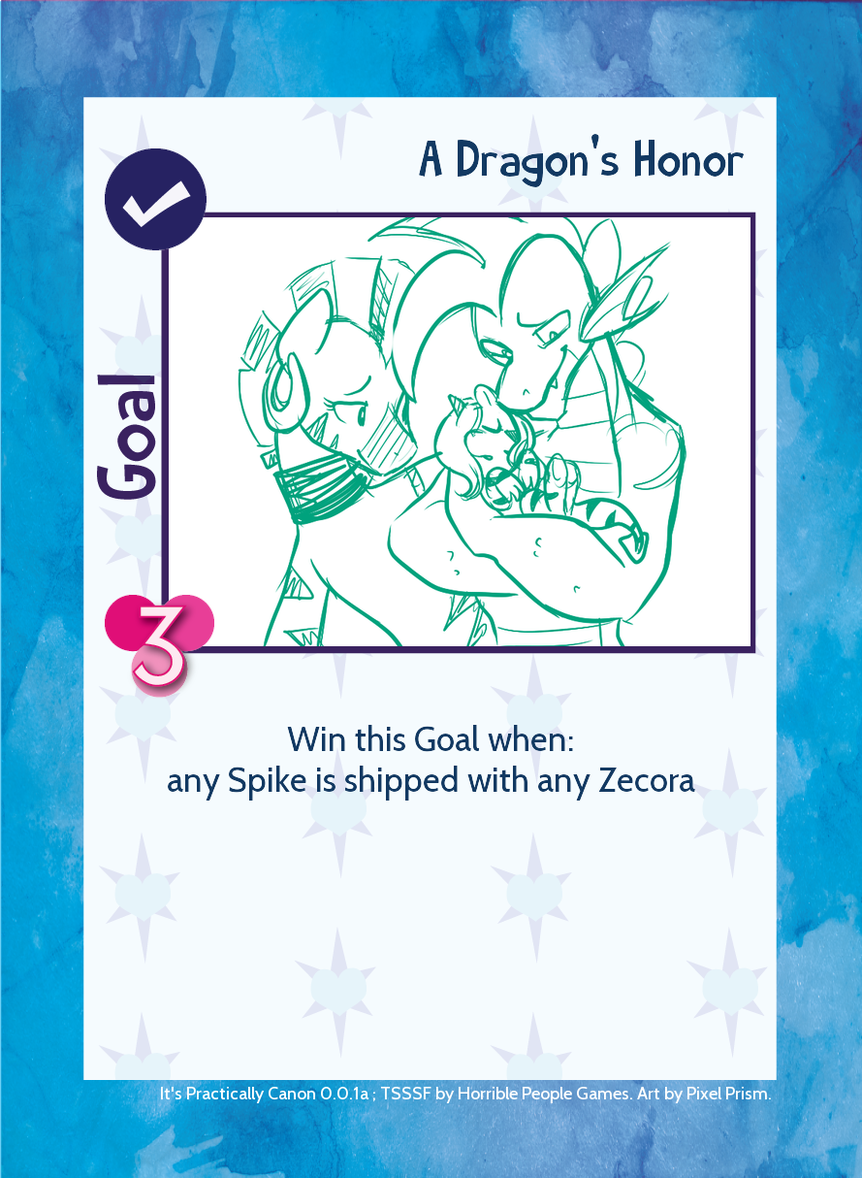 A Dragon's Honor
Goal
3
Win this Goal when:
any Spike is shipped with any Zecora
It's Practically Canon 0.0.1a ; TSSSF by Horrible People Games. Art by Pixel Prism.